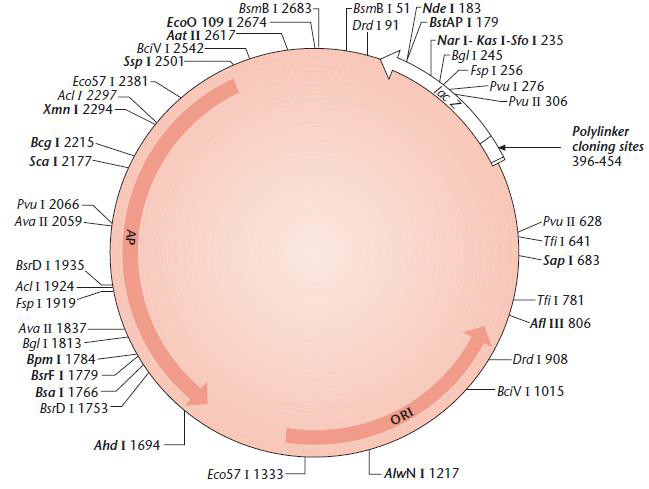 BsmB I 2683
EcoO 109 I 2674
Aat II 2617
BciV I 2542
Ssp I 2501
Eco57 I 2381
Acl I 2297
Xmn I 2294
Bcg I 2215
Sca I 2177
Pvu I 2066
Ava II 2059
BsrD I 1935
Acl I 1924
Fsp I 1919
Ava II 1837
Bgl I 1813
Bpm I 1784
BsrF I 1779
Bsa I 1766
BsrD I 1753
Ahd I 1694
Eco57 I 1333
BsmB I 51
Drd I 91
Nde I 183
BstAP I 179
Nar I- Kas I-Sfo I 235
Bgl I 245
Fsp I 256
Pvu I 276
Pvu II 306
lac Z
Polylinker
cloning sites
396-454
Pvu II 628
Tfi I 641
Sap I 683
Tfi I 781
Afl III 806
Drd I 908
BciV I 1015
AlwN I 1217
AP
ORI